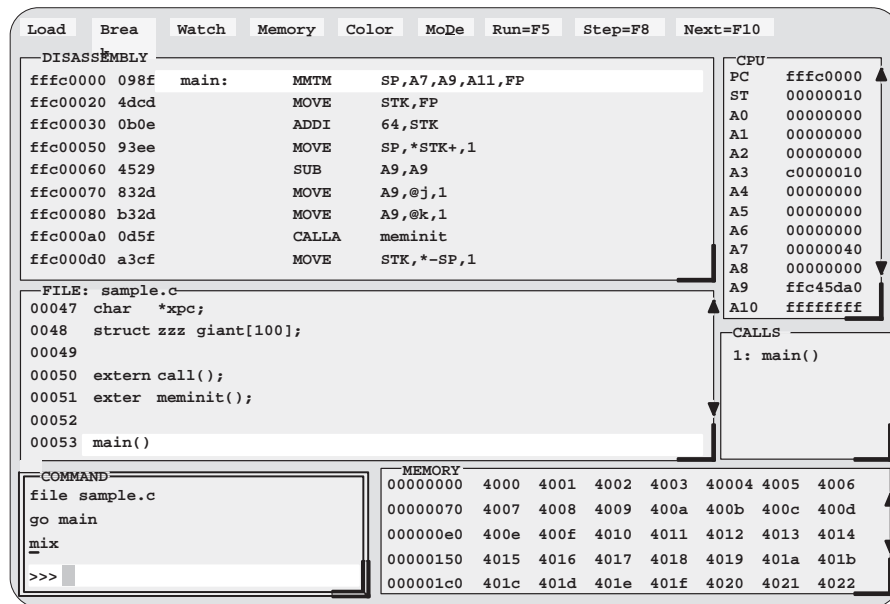 Load Break Watch Memory Color MoDe Run=F5 Step=F8 Next=F10
DISASSEMBLY
fffc0000 098f main: MMTM SP,A7,A9,A11,FP
ffc00020 4dcd MOVE STK,FP
ffc00030 0b0e ADDI 64,STK
ffc00050 93ee MOVE SP,*STK+,1
ffc00060 4529 SUB A9,A9
ffc00070 832d MOVE A9,@j,1
ffc00080 b32d MOVE A9,@k,1
ffc000a0 0d5f CALLA meminit
ffc000d0 a3cf MOVE STK,*-SP,1
CPU
PC fffc0000
ST 00000010
A0 00000000
A1 00000000
A2 00000000
A3 c0000010
A4 00000000
A5 00000000
A6 00000000
A7 00000040
A8 00000000
A9 ffc45da0
A10 ffffffff
FILE: sample.c
00047 char *xpc;
0048 struct zzz giant[100];
00049
00050 extern call();
00051 exter meminit();
00052
00053 main()
CALLS
1: main()
COMMAND
file sample.c
go main
mix
>>>
MEMORY
00000000 4000 4001 4002 4003 40004 4005 4006
00000070 4007 4008 4009 400a 400b 400c 400d
000000e0 400e 400f 4010 4011 4012 4013 4014
00000150 4015 4016 4017 4018 4019 401a 401b
000001c0 401c 401d 401e 401f 4020 4021 4022